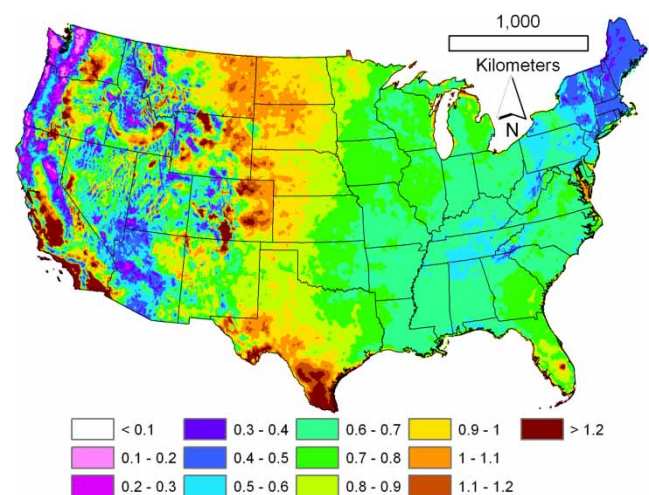 1,000
Kilometers
N
< 0.1 0.3 - 0.4 0.6 - 0.7 0.9 - 1 > 1.2
0.1 - 0.2 0.4 - 0.5 0.7 - 0.8 1 - 1.1
0.2 - 0.3 0.5 - 0.6 0.8 - 0.9 1.1 - 1.2